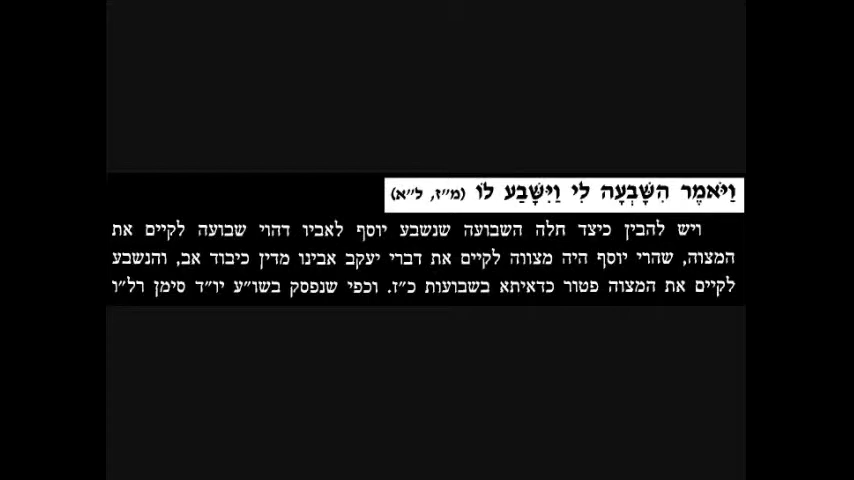 וַיֹּאמֶר הִשָּׁבְעָה לִי וַיִּשָּׁבַע לוֹ (מ״ז, ל״א)
ויש להבין כיצד חלה השבועה שנשבע יוסף לאביו דהוי שבועה לקיים את
המצוה, שהרי יוסף היה מצווה לקיים את דברי יעקב אבינו מדין כיבוד אב, והנשבע
לקיים את המצוה פטור כדאיתא בשבועות כ״ז. וכפי שנפסק בשו״ע יו״ד סימן רל״ו